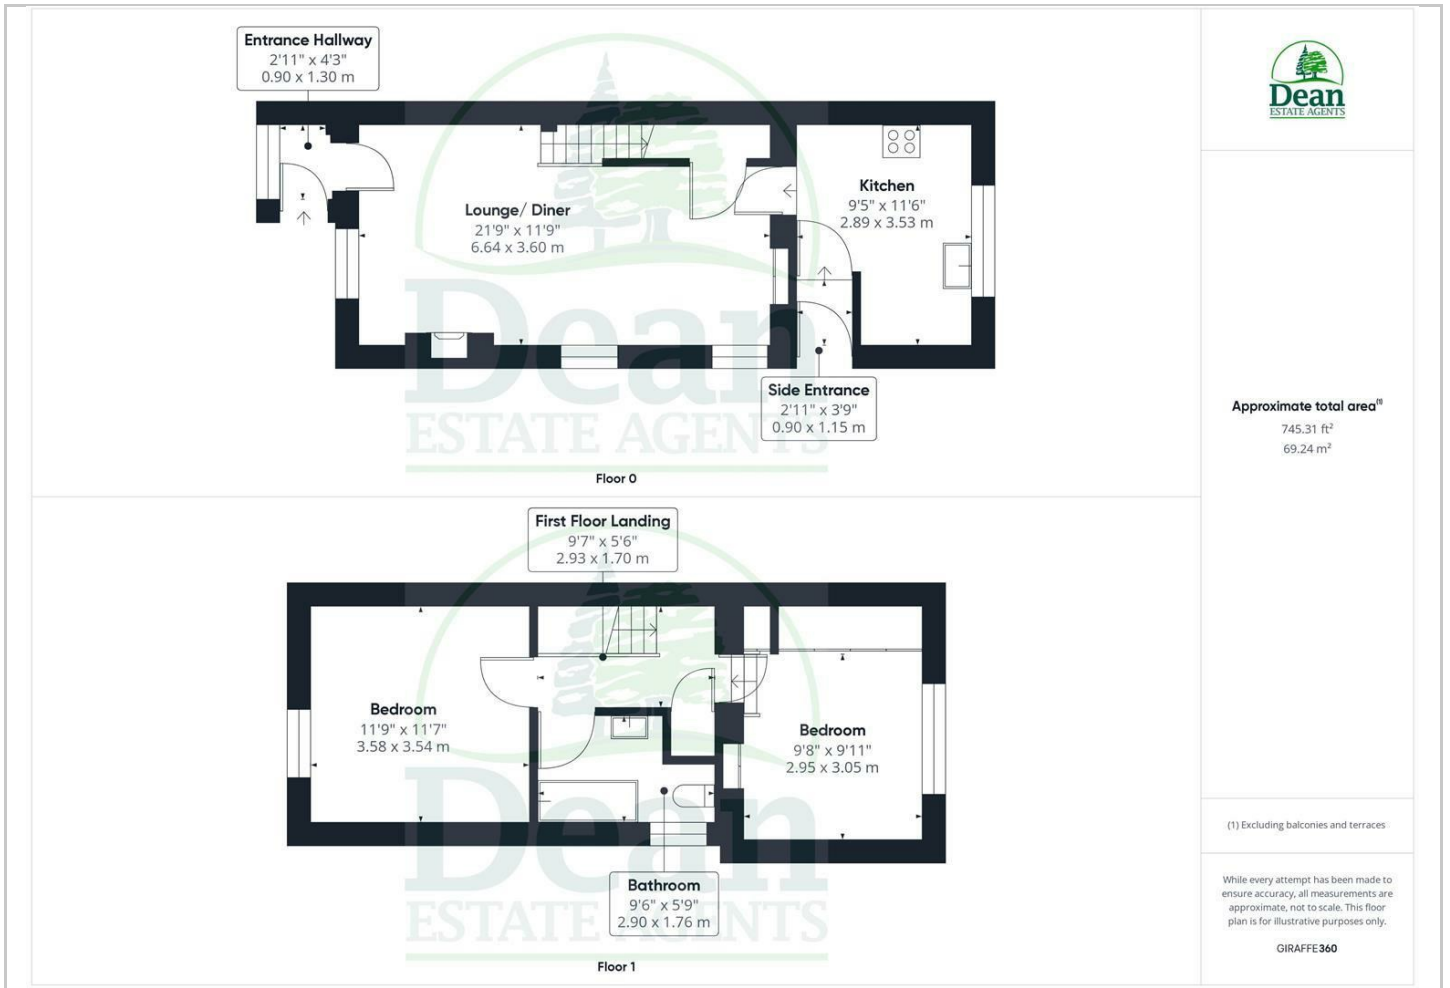 Entrance Hallway
2'11" x 4'3"
0.90 x 1.30 m
Lounge/ Diner
21'9" x 11'9"
6.64 x 3.60 m
Kitchen
9'5" x 11'6"
2.89 x 3.53 m
Side Entrance
2'11" x 3'9"
0.90 x 1.15 m
Dean
ESTATE AGENTS
Floor 0
First Floor Landing
9'7" x 5'6"
2.93 x 1.70 m
Bedroom
11'9" x 11'7"
3.58 x 3.54 m
Bedroom
9'8" x 9'11"
2.95 x 3.05 m
Bathroom
9'6" x 5'9"
2.90 x 1.76 m
Dean
ESTATE AGENTS
Floor 1
Dean
ESTATE AGENTS
Approximate total area⁽¹⁾
745.31 ft²
69.24 m²
(1) Excluding balconies and terraces
While every attempt has been made to
ensure accuracy, all measurements are
approximate, not to scale. This floor
plan is for illustrative purposes only.
GIRAFFE360